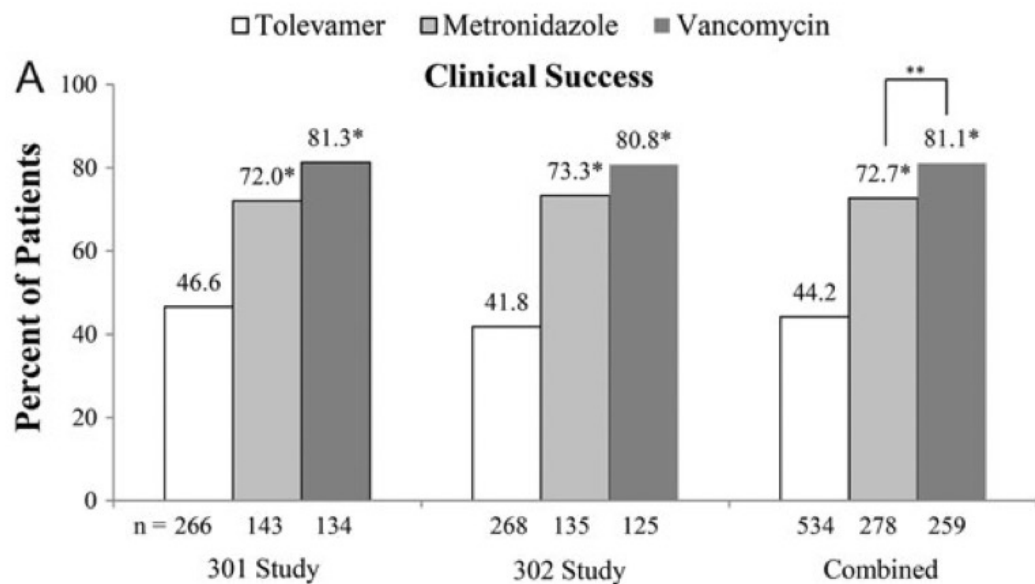 Tolevamer Metronidazole Vancomycin
A
Clinical Success
Percent of Patients
100
80
60
40
20
0
46.6
72.0*
81.3*
41.8
73.3*
80.8*
44.2
72.7*
81.1*
**
n = 266 143 134 268 135 125 534 278 259
301 Study 302 Study Combined